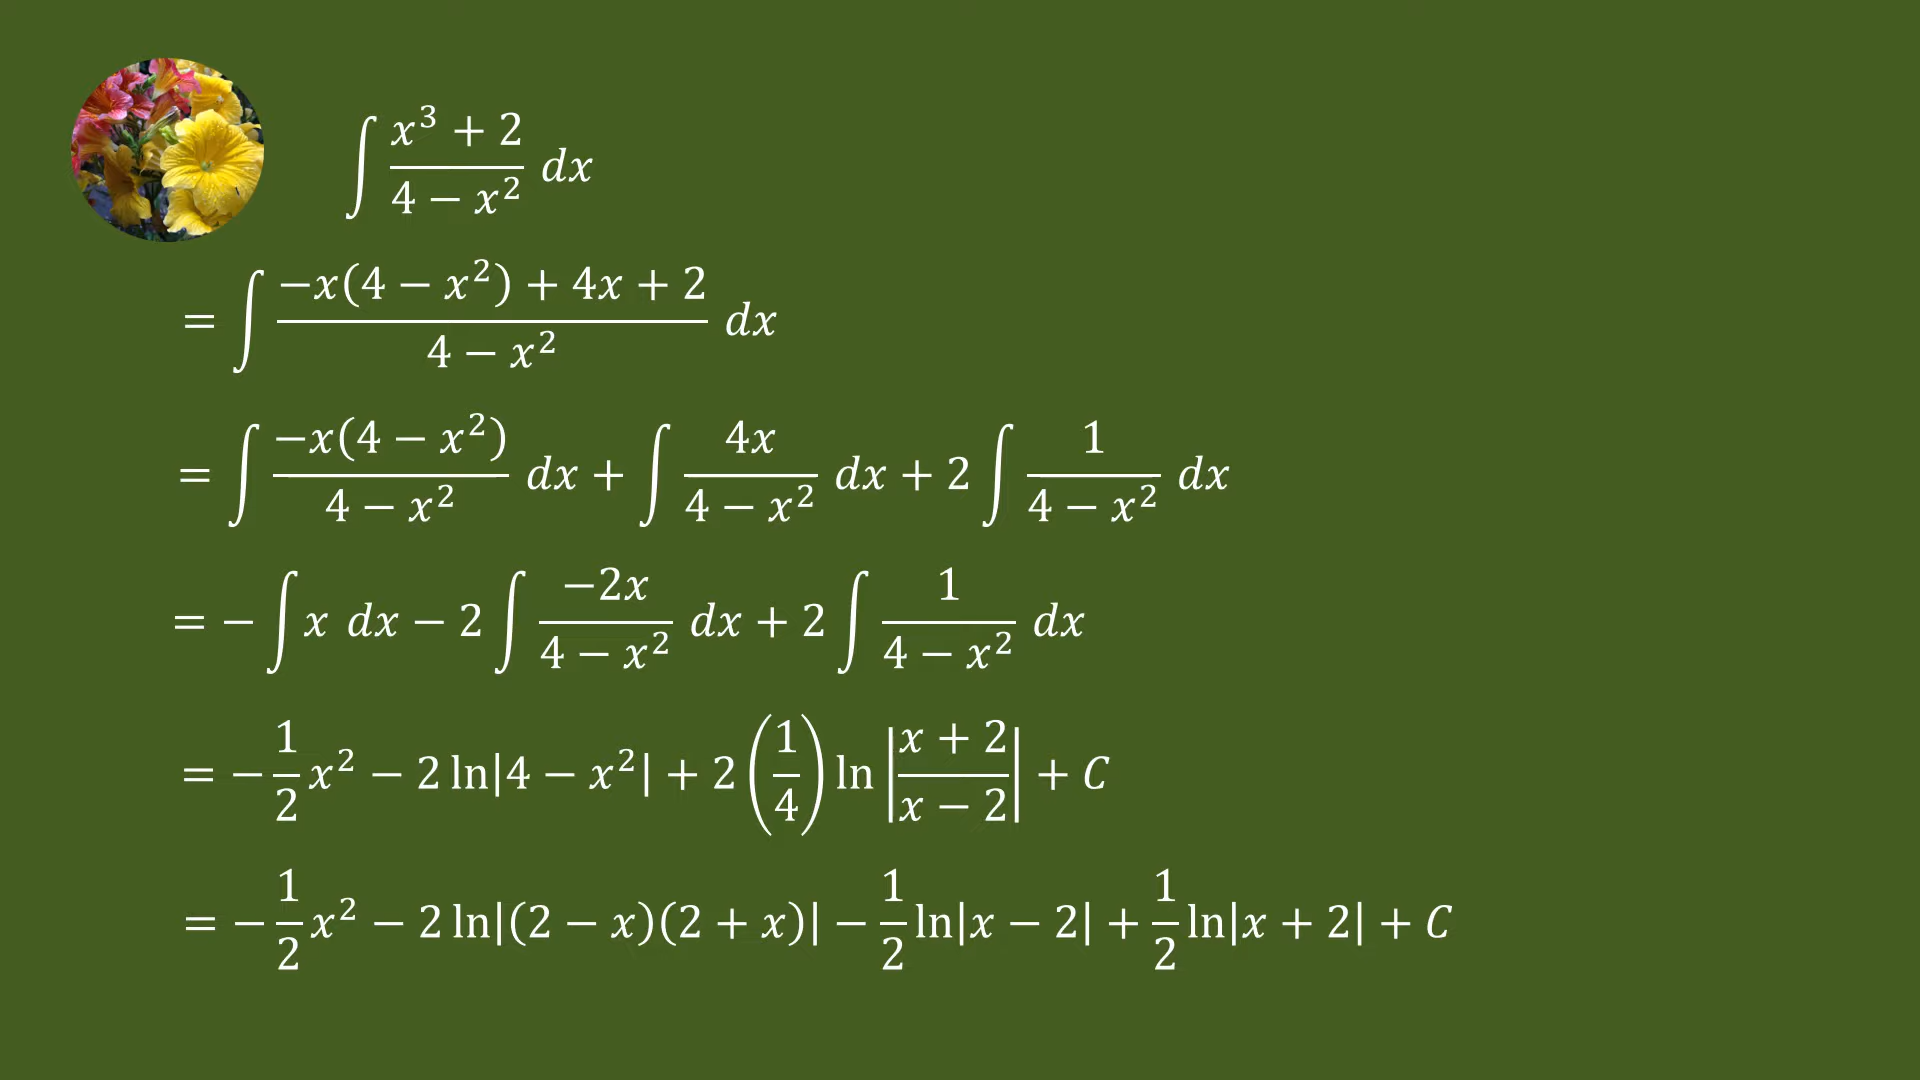 ∫ (x³ + 2)/(4 − x²) dx
= ∫ (−x(4 − x²) + 4x + 2)/(4 − x²) dx
= ∫ (−x(4 − x²))/(4 − x²) dx + ∫ 4x/(4 − x²) dx + 2 ∫ 1/(4 − x²) dx
= − ∫ x dx − 2 ∫ (−2x)/(4 − x²) dx + 2 ∫ 1/(4 − x²) dx
= − 1/2 x² − 2 ln|4 − x²| + 2 (1/4) ln |(x + 2)/(x − 2)| + C
= − 1/2 x² − 2 ln|(2 − x)(2 + x)| − 1/2 ln|x − 2| + 1/2 ln|x + 2| + C